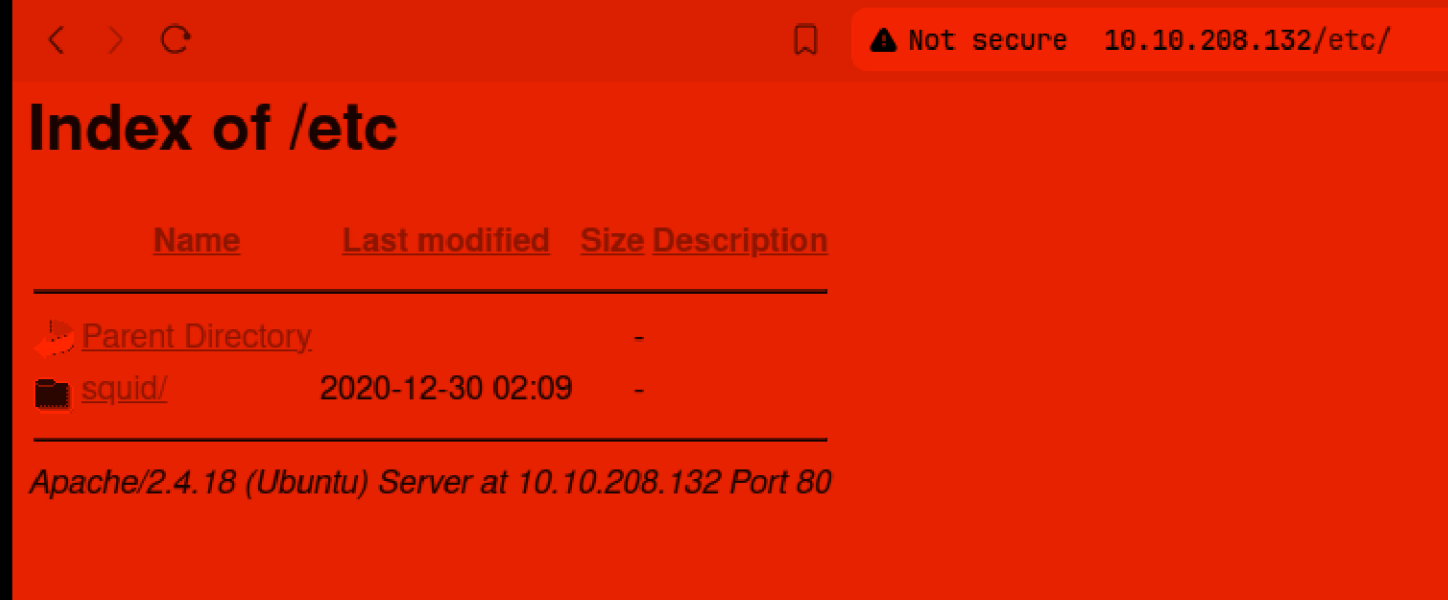 Not secure 10.10.208.132/etc/
Index of /etc
Name Last modified Size Description
Parent Directory -
squid/ 2020-12-30 02:09 -
Apache/2.4.18 (Ubuntu) Server at 10.10.208.132 Port 80